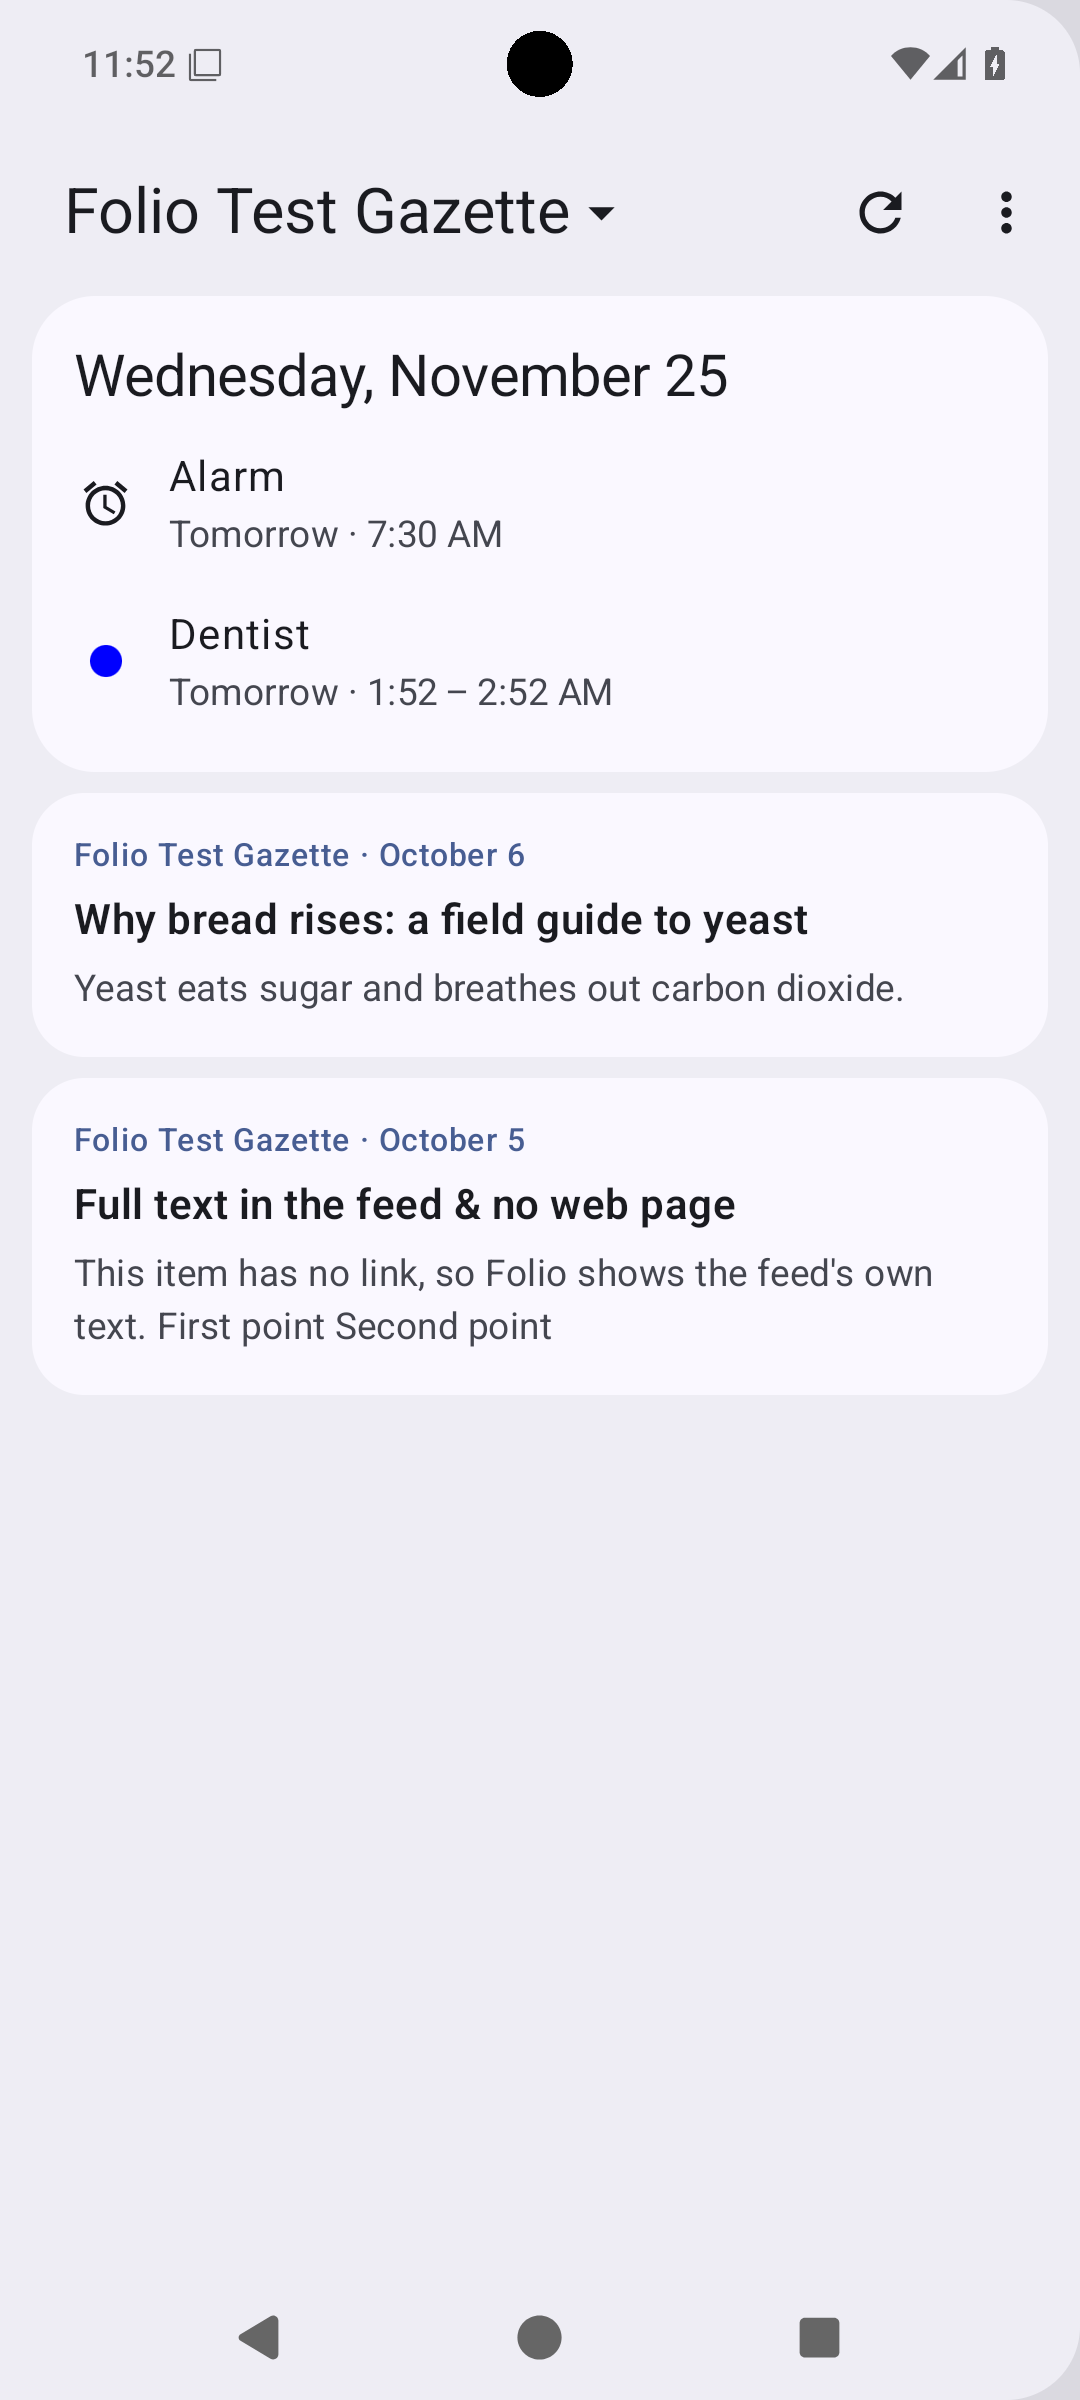 11:52
Folio Test Gazette
Wednesday, November 25
Alarm
Tomorrow · 7:30 AM
Dentist
Tomorrow · 1:52 – 2:52 AM
Folio Test Gazette · October 6
Why bread rises: a field guide to yeast
Yeast eats sugar and breathes out carbon dioxide.
Folio Test Gazette · October 5
Full text in the feed & no web page
This item has no link, so Folio shows the feed's own
text. First point Second point